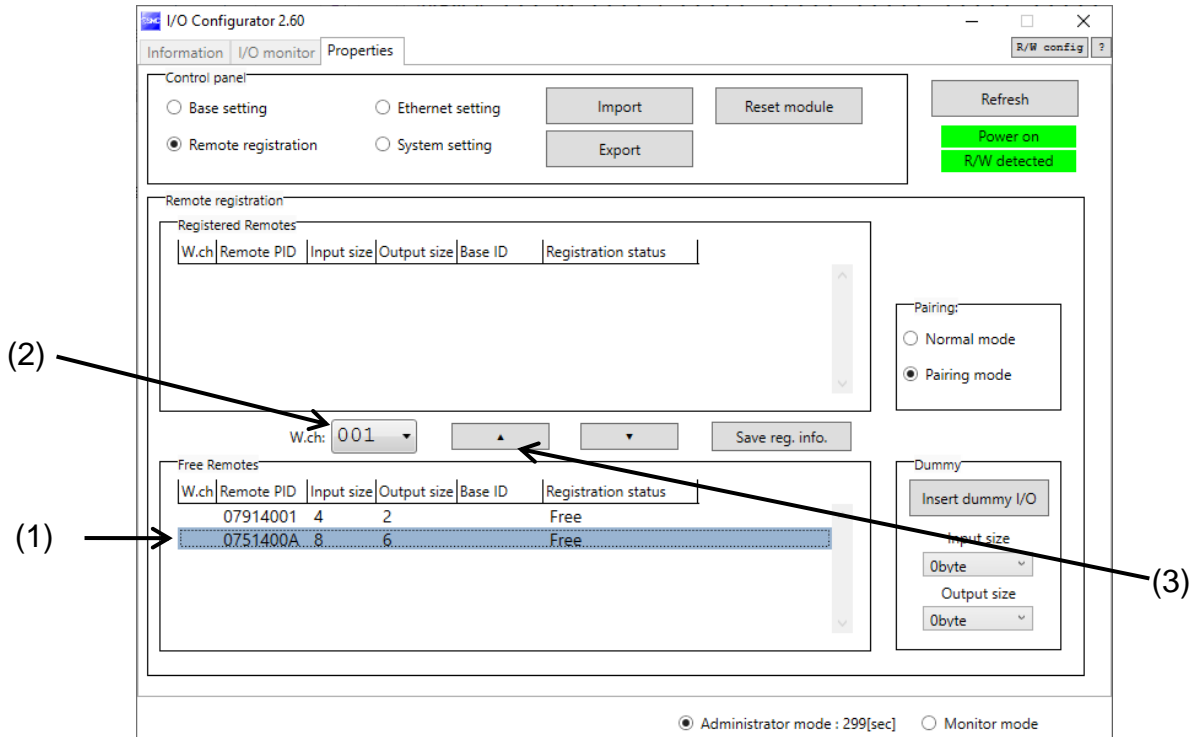 SMC I/O Configurator 2.60
Information I/O monitor Properties R/W config ?
Control panel
Base setting Ethernet setting Import Reset module Refresh
Remote registration System setting Export Power on
R/W detected
Remote registration
Registered Remotes
W.ch Remote PID Input size Output size Base ID Registration status
Pairing:
Normal mode
(2)
Pairing mode
W.ch: 001 ▲ ▼ Save reg. info.
Free Remotes Dummy
W.ch Remote PID Input size Output size Base ID Registration status Insert dummy I/O
07914001 4 2 Free
(1) 0751400A 8 6 Free Input size
0byte
(3)
Output size
0byte
Administrator mode : 299[sec] Monitor mode